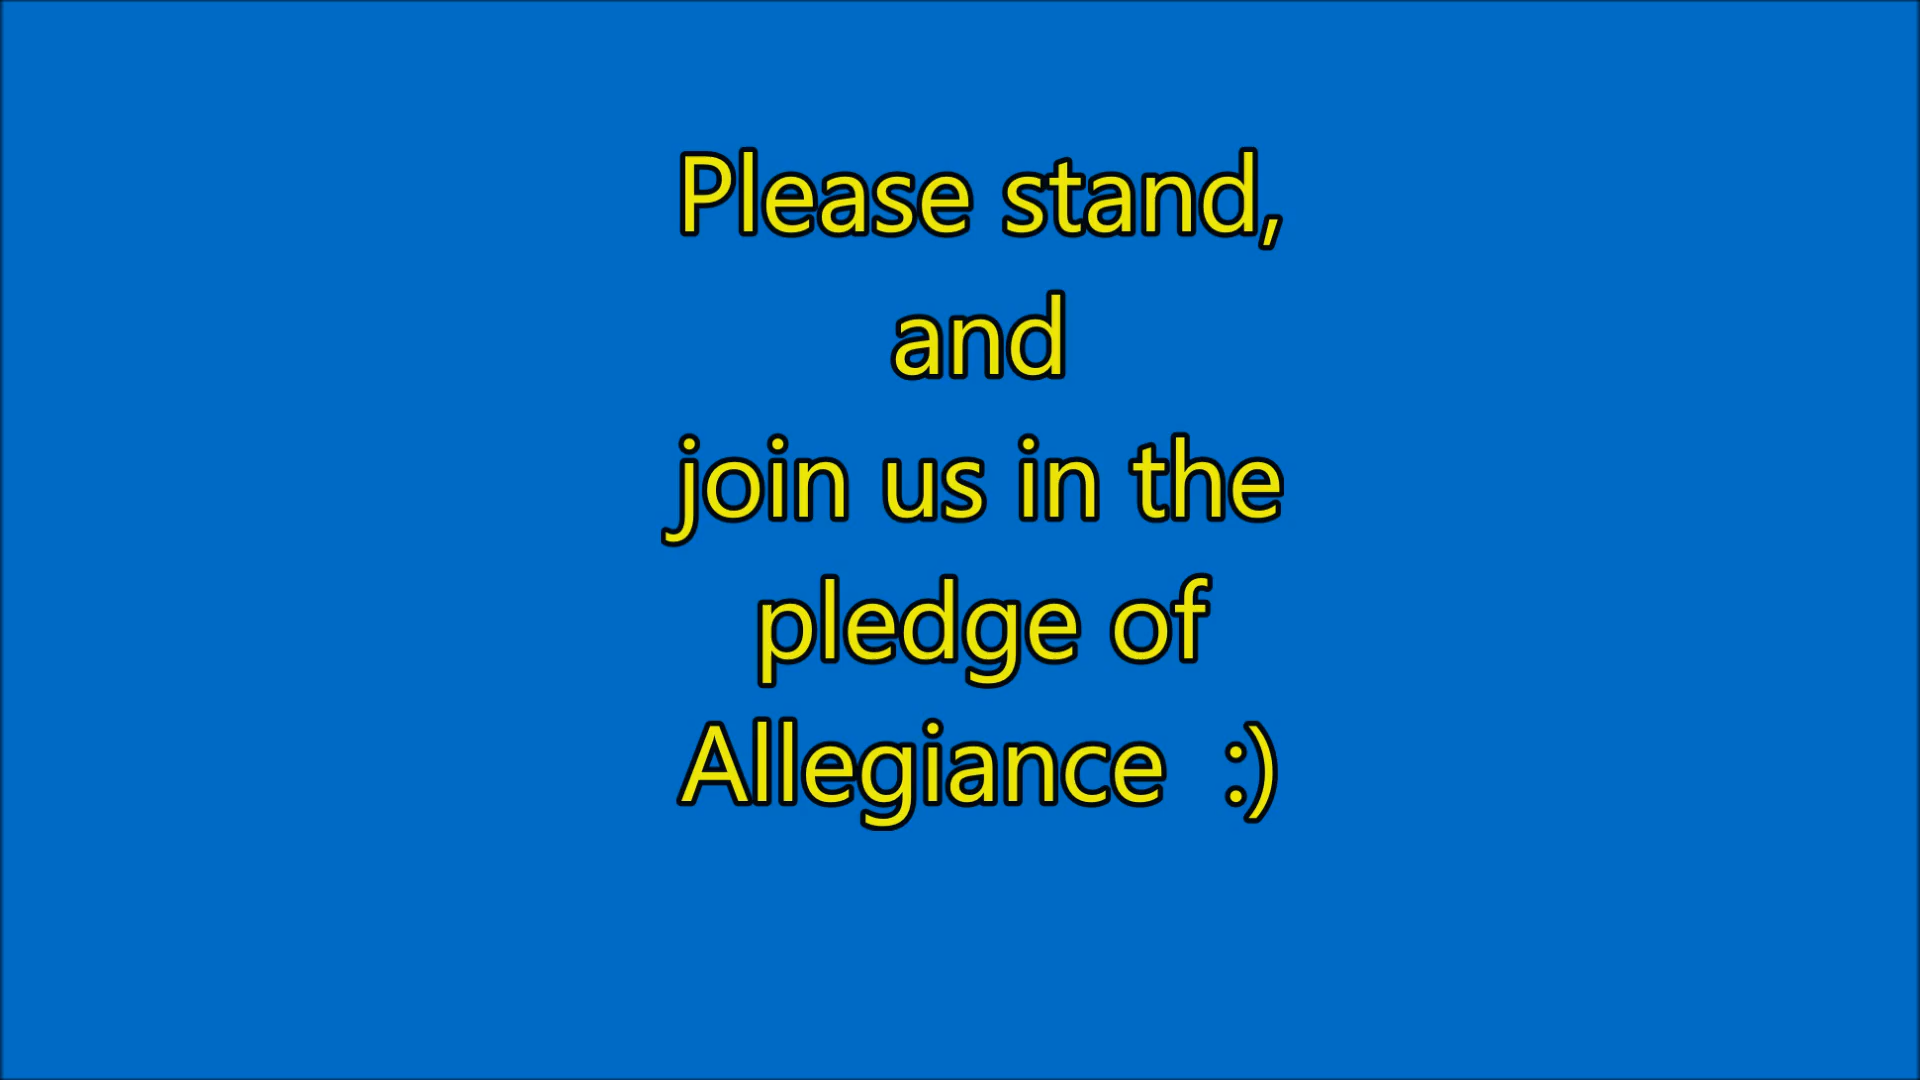 Please stand,
and
join us in the
pledge of
Allegiance  :)